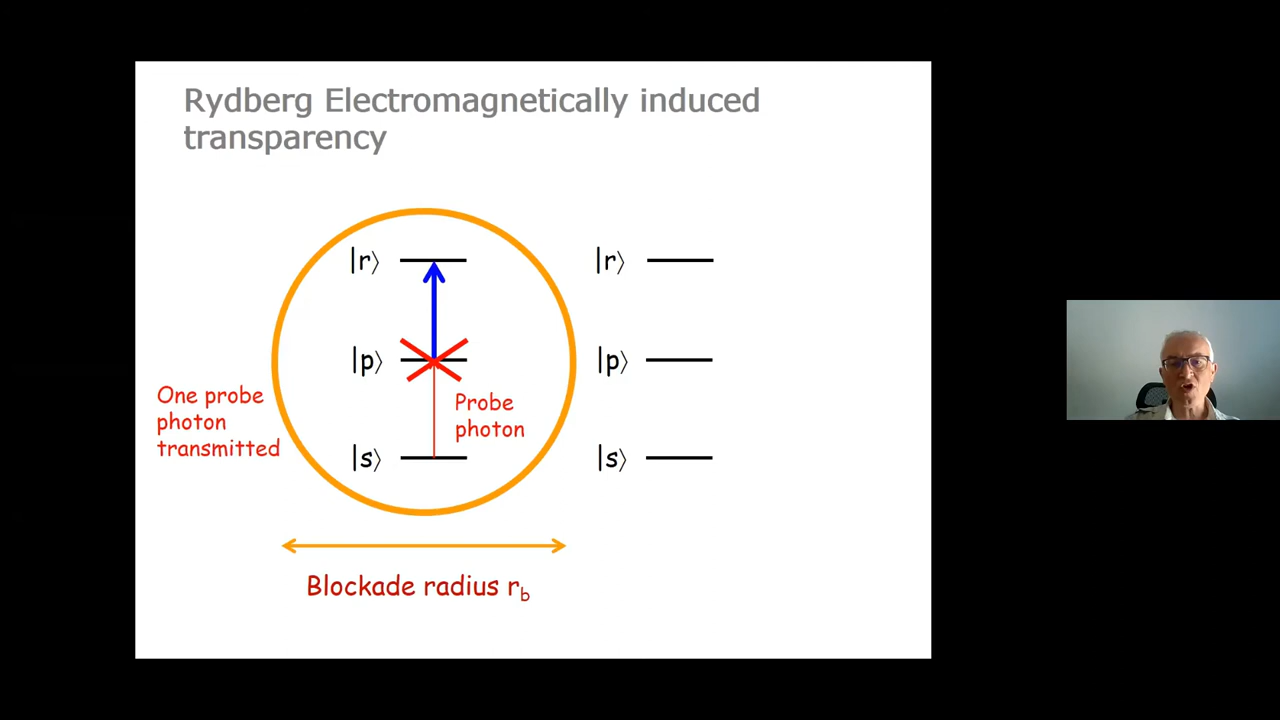 Rydberg Electromagnetically induced
transparency
|r⟩
|r⟩
|p⟩
|p⟩
One probe
photon
transmitted
Probe
photon
|s⟩
|s⟩
Blockade radius r_b